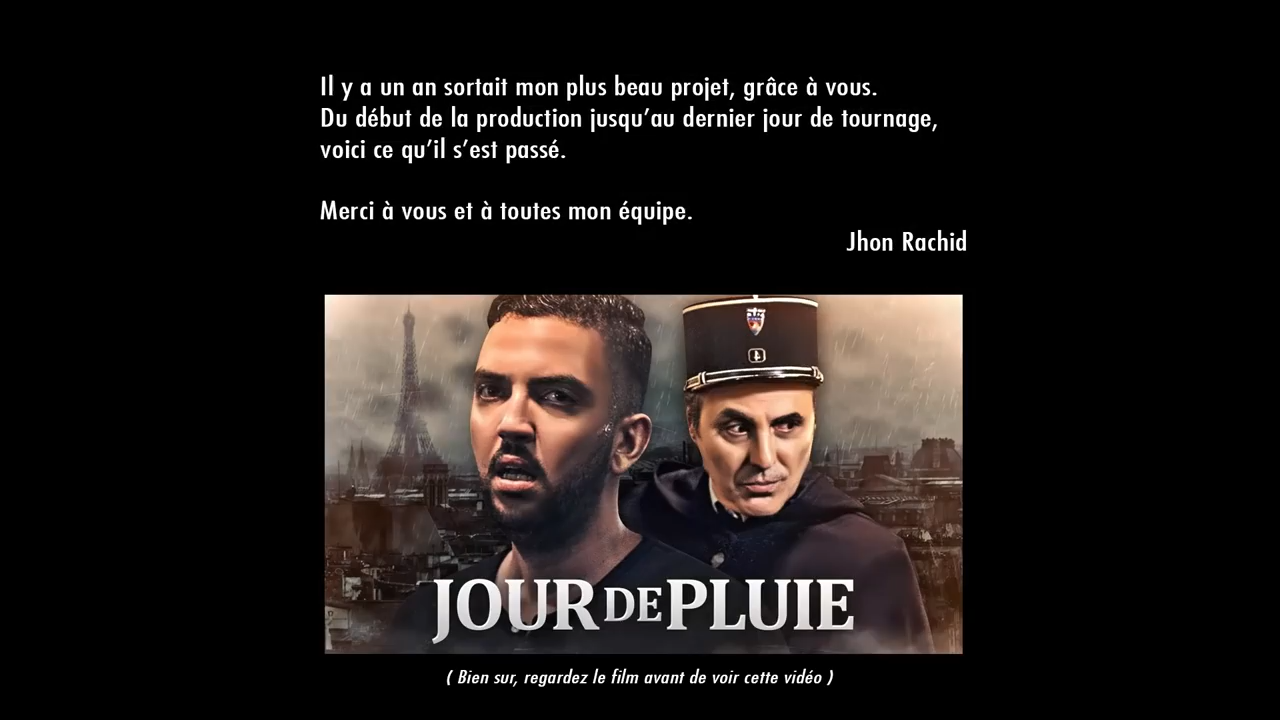 Il y a un an sortait mon plus beau projet, grâce à vous.
Du début de la production jusqu'au dernier jour de tournage,
voici ce qu'il s'est passé.
Merci à vous et à toutes mon équipe.
Jhon Rachid
4
JOUR DE PLUIE
( Bien sur, regardez le film avant de voir cette vidéo )